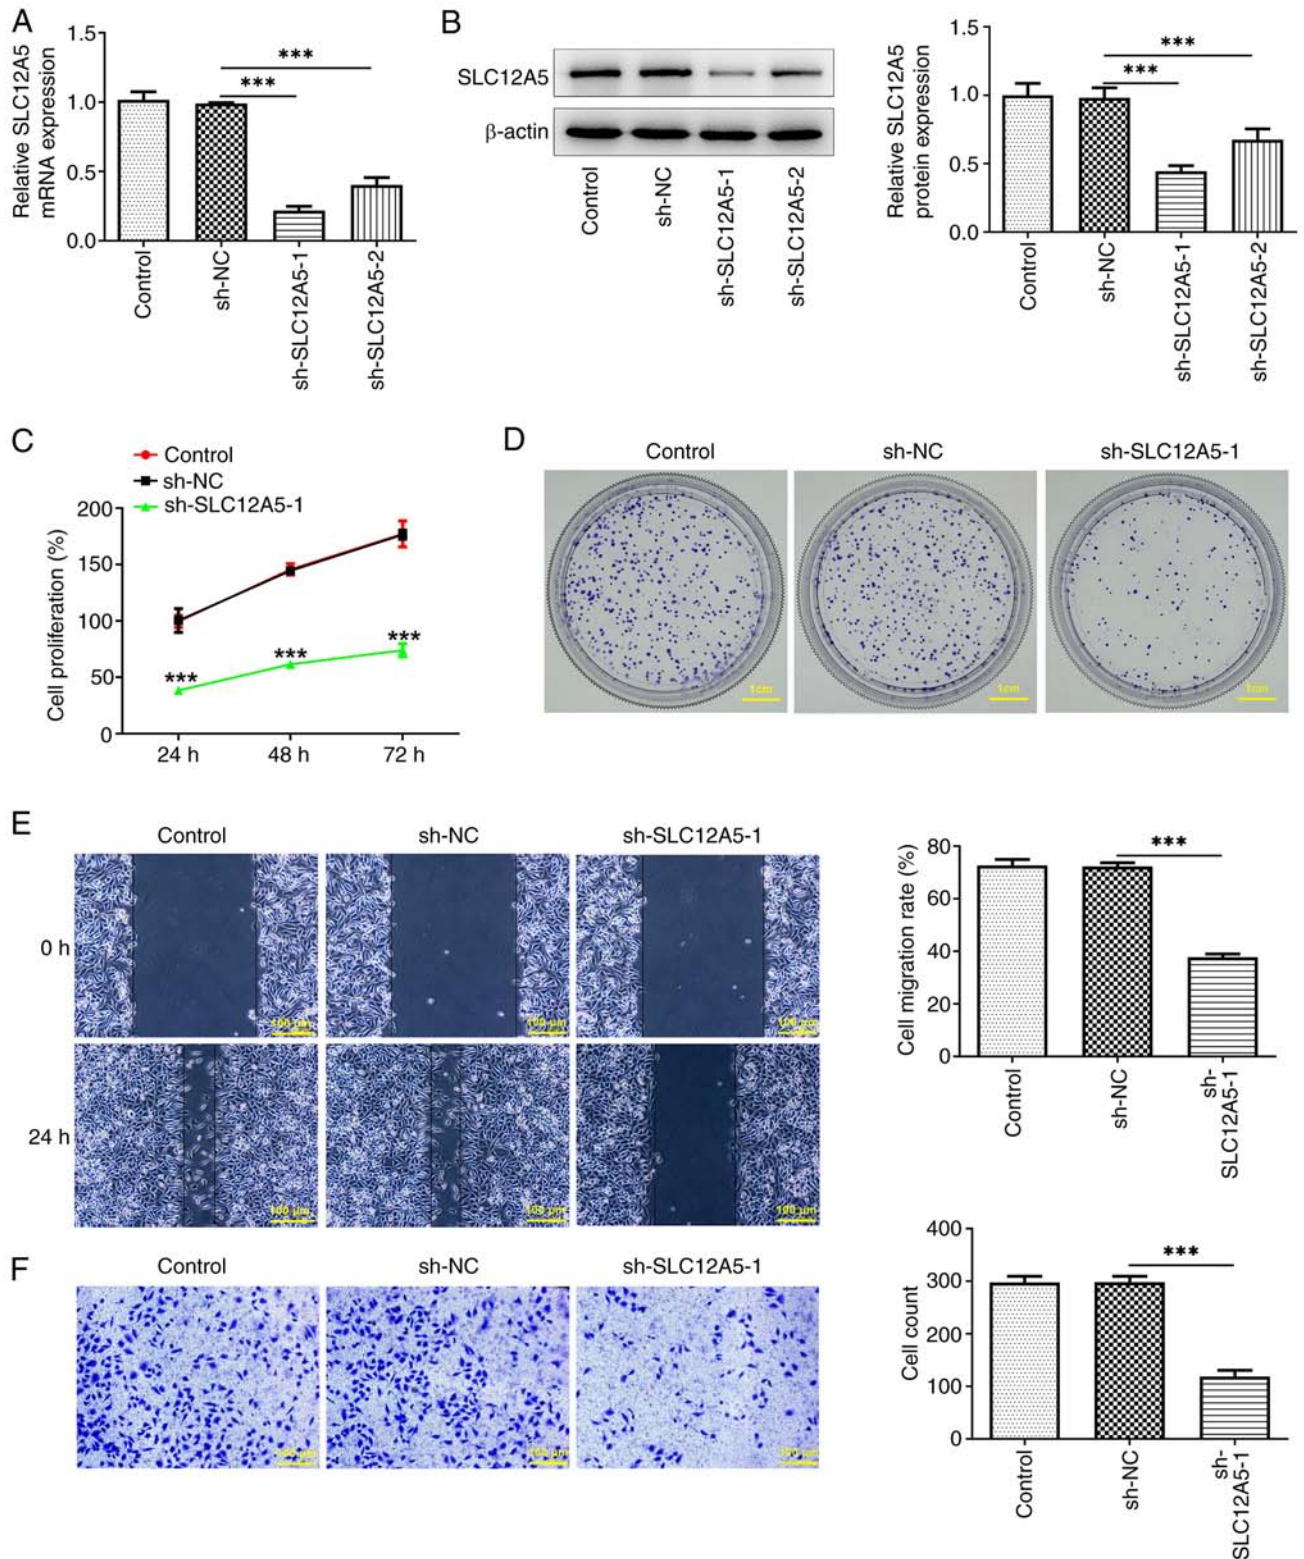 A
Relative SLC12A5
mRNA expression
1.5
1.0
0.5
0.0
***
***
Control
sh-NC
sh-SLC12A5-1
sh-SLC12A5-2
B
SLC12A5
β-actin
Control
sh-NC
sh-SLC12A5-1
sh-SLC12A5-2
Relative SLC12A5
protein expression
1.5
1.0
0.5
0.0
***
***
Control
sh-NC
sh-SLC12A5-1
sh-SLC12A5-2
C
Control
sh-NC
sh-SLC12A5-1
Cell proliferation (%)
200
150
100
50
0
***
***
***
24 h
48 h
72 h
D
Control
sh-NC
sh-SLC12A5-1
1cm
1cm
1cm
E
Control
sh-NC
sh-SLC12A5-1
0 h
100 μm
100 μm
100 μm
24 h
100 μm
100 μm
100 μm
Cell migration rate (%)
80
60
40
20
0
***
Control
sh-NC
sh-
SLC12A5-1
F
Control
sh-NC
sh-SLC12A5-1
100 μm
100 μm
100 μm
Cell count
400
300
200
100
0
***
Control
sh-NC
sh-
SLC12A5-1